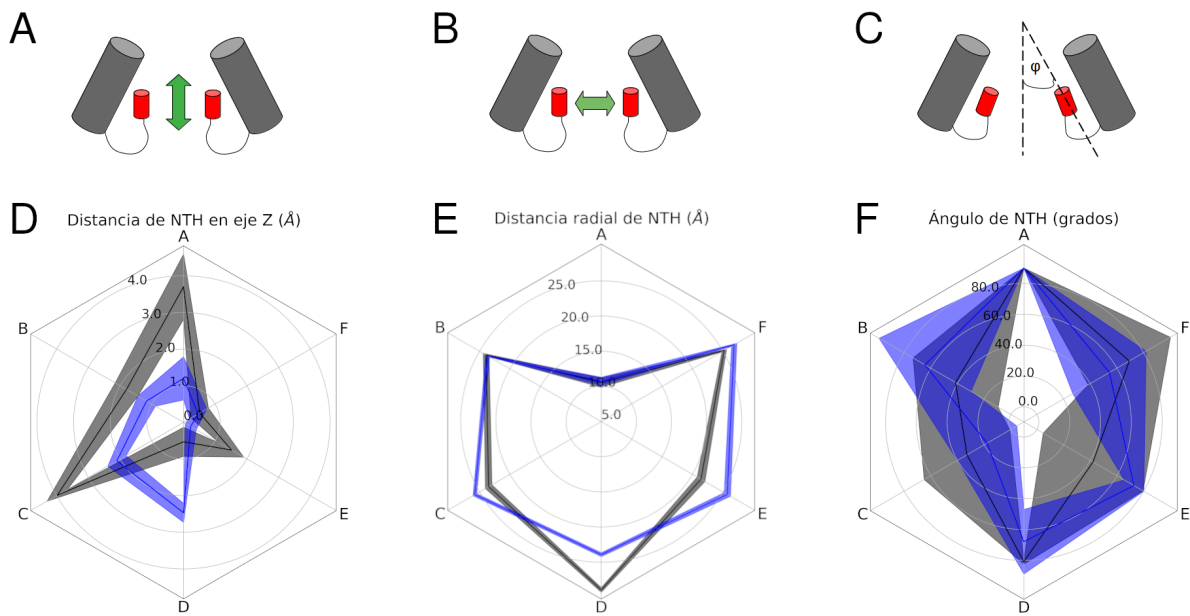 A
B
C
φ
D
Distancia de NTH en eje Z (Å)
A
B
C
D
E
F
4.0
3.0
2.0
1.0
0.0
E
Distancia radial de NTH (Å)
A
B
C
D
E
F
25.0
20.0
15.0
10.0
5.0
F
Ángulo de NTH (grados)
A
B
C
D
E
F
80.0
60.0
40.0
20.0
0.0